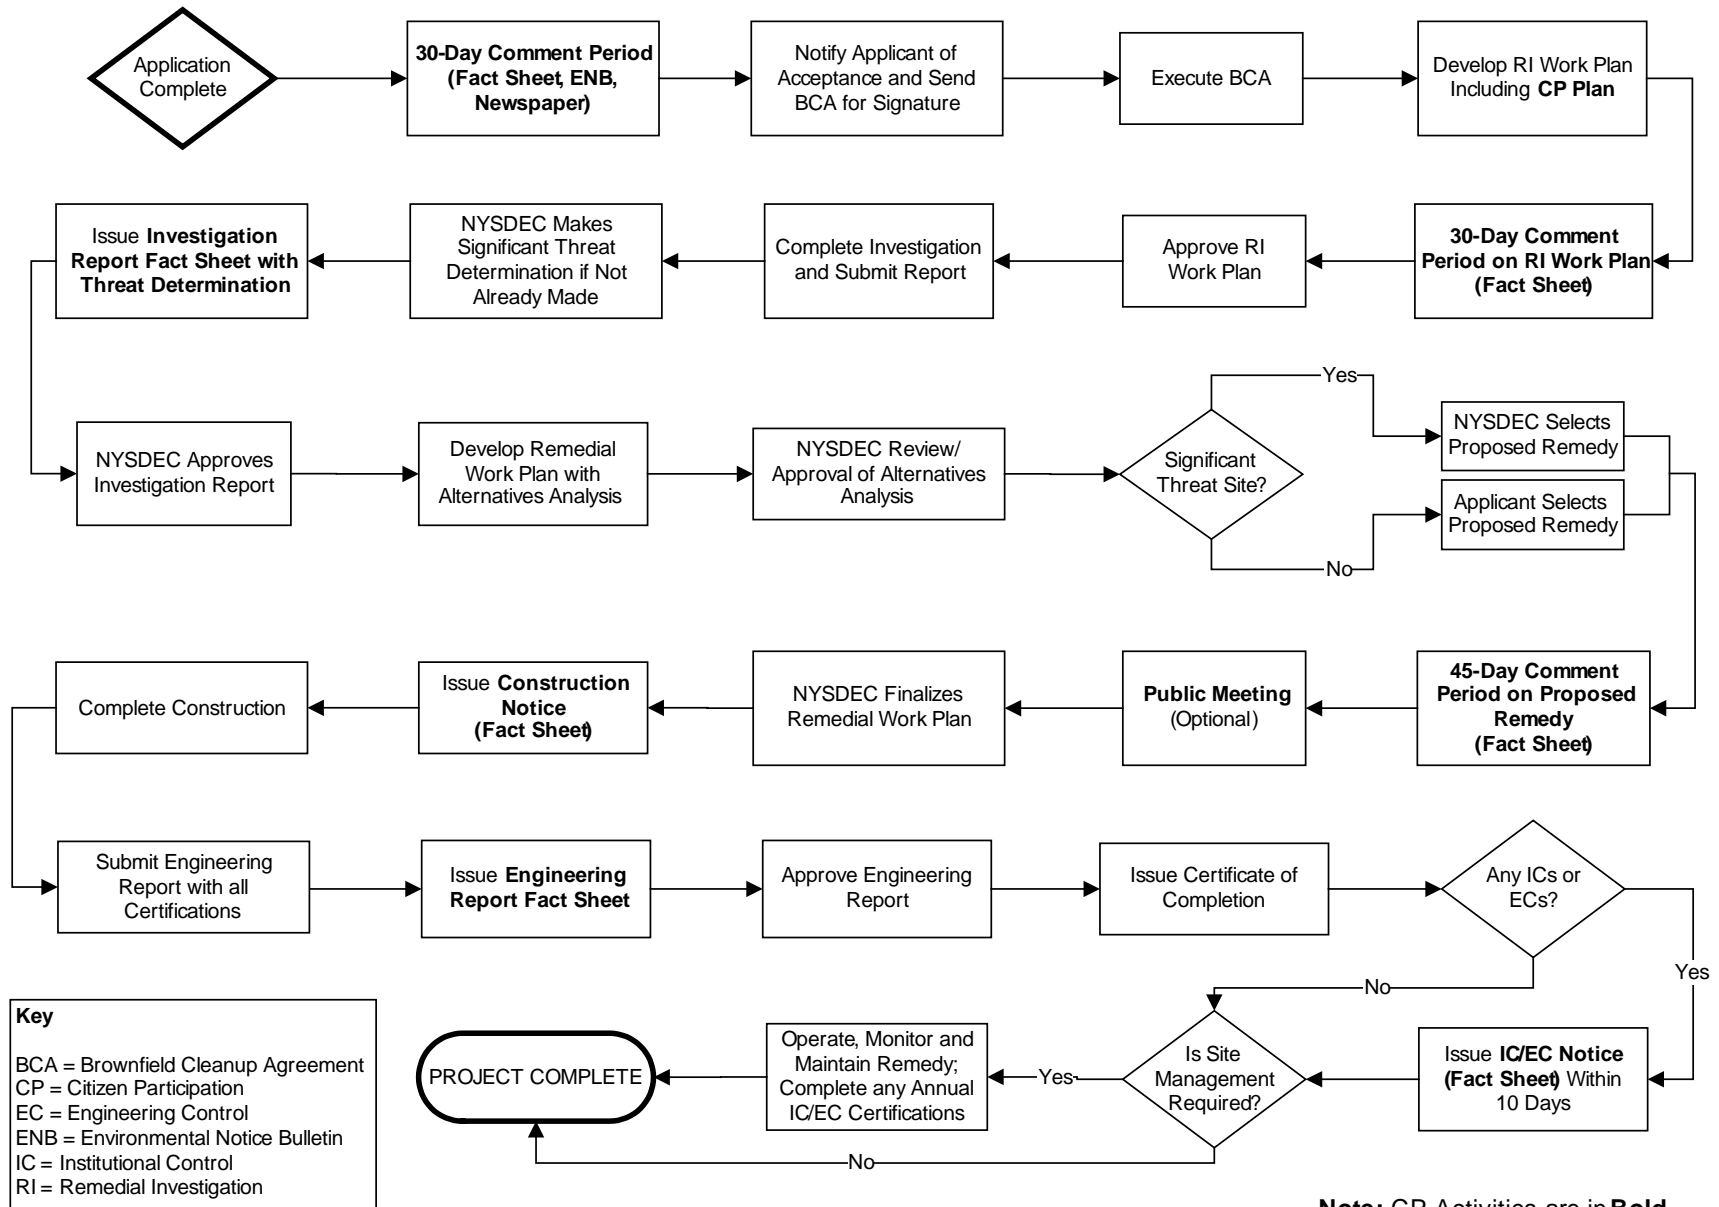 Application
Complete
30-Day Comment Period
(Fact Sheet, ENB,
Newspaper)
Notify Applicant of
Acceptance and Send
BCA for Signature
Execute BCA
Develop RI Work Plan
Including CP Plan
30-Day Comment
Period on RI Work Plan
(Fact Sheet)
Approve RI
Work Plan
Complete Investigation
and Submit Report
NYSDEC Makes
Significant Threat
Determination if Not
Already Made
Issue Investigation
Report Fact Sheet with
Threat Determination
NYSDEC Approves
Investigation Report
Develop Remedial
Work Plan with
Alternatives Analysis
NYSDEC Review/
Approval of Alternatives
Analysis
Significant
Threat Site?
Yes
No
NYSDEC Selects
Proposed Remedy
Applicant Selects
Proposed Remedy
45-Day Comment
Period on Proposed
Remedy
(Fact Sheet)
Public Meeting
(Optional)
NYSDEC Finalizes
Remedial Work Plan
Issue Construction
Notice
(Fact Sheet)
Complete Construction
Submit Engineering
Report with all
Certifications
Issue Engineering
Report Fact Sheet
Approve Engineering
Report
Issue Certificate of
Completion
Any ICs or
ECs?
Yes
No
Issue IC/EC Notice
(Fact Sheet) Within
10 Days
Is Site
Management
Required?
Yes
No
Operate, Monitor and
Maintain Remedy;
Complete any Annual
IC/EC Certifications
PROJECT COMPLETE
Key
BCA = Brownfield Cleanup Agreement
CP = Citizen Participation
EC = Engineering Control
ENB = Environmental Notice Bulletin
IC = Institutional Control
RI = Remedial Investigation
Note: CP Activities are in Bold